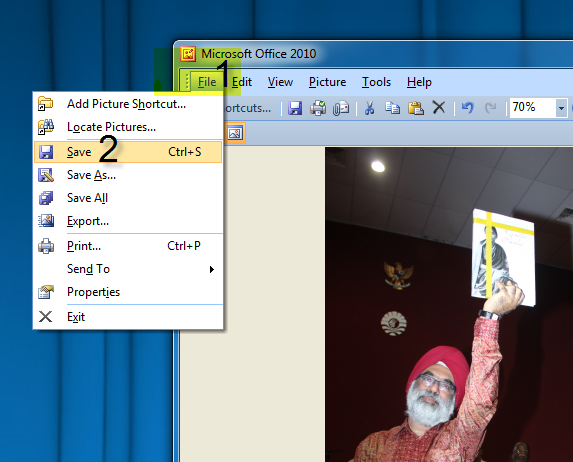 Microsoft Office 2010
1
File Edit View Picture Tools Help
ortcuts...
70%
Add Picture Shortcut...
Locate Pictures...
Save 2 Ctrl+S
Save As...
Save All
Export...
Print... Ctrl+P
Send To
Properties
Exit